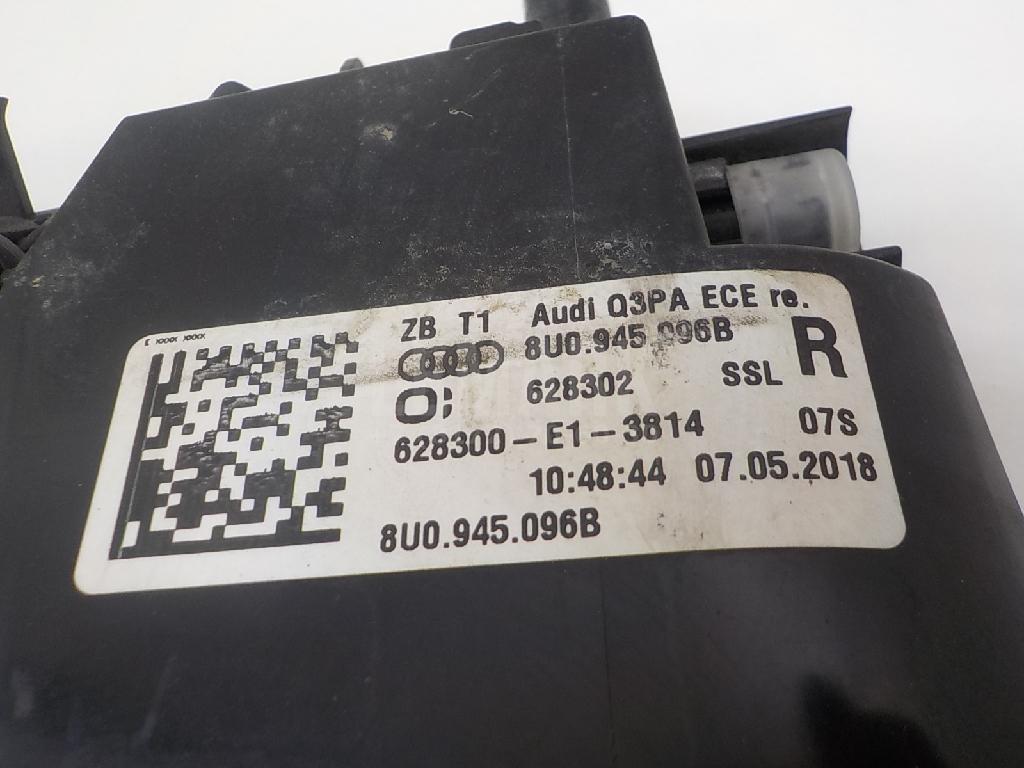 ZB T1 Audi Q3PA ECE re.
8U0.945.096B R
628302 SSL
628300-E1-3814 07S
10:48:44 07.05.2018
8U0.945.096B